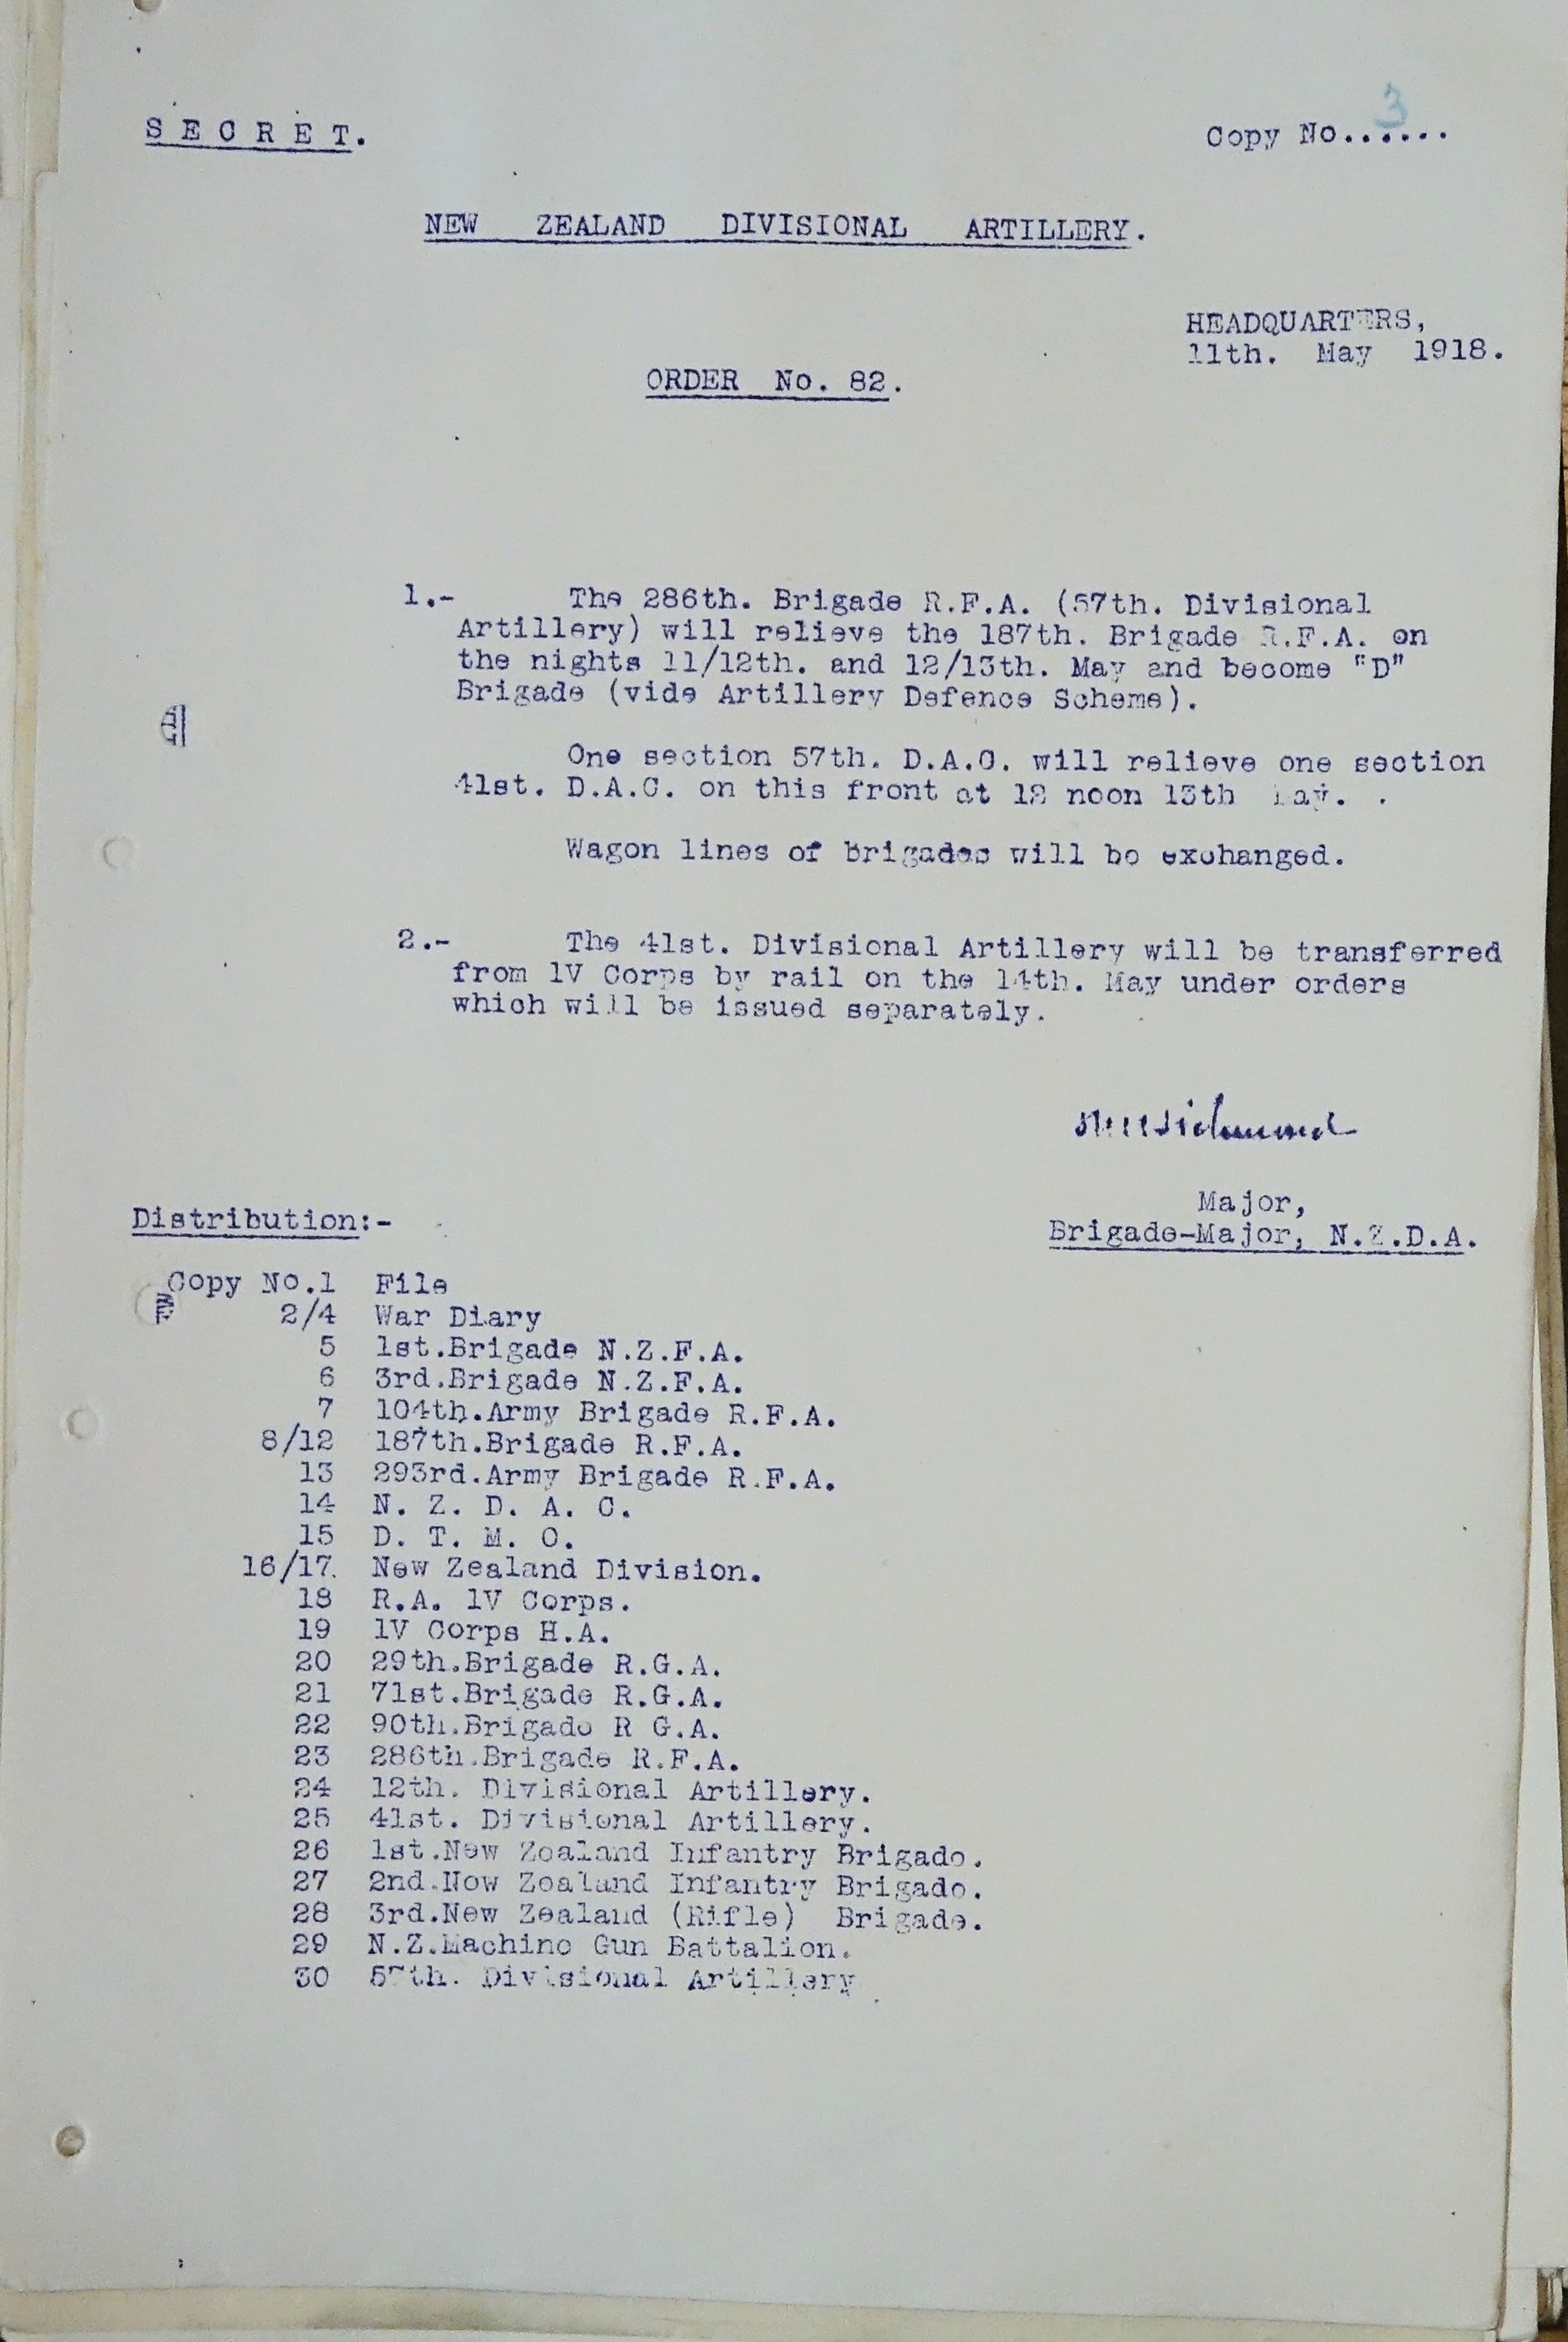 SECRET.
Copy No...3...
NEW ZEALAND DIVISIONAL ARTILLERY.
HEADQUARTERS,
11th. May 1918.
ORDER No. 82.
1.- The 286th. Brigade R.F.A. (57th. Divisional
Artillery) will relieve the 187th. Brigade R.F.A. on
the nights 11/12th. and 12/13th. May and become "D"
Brigade (vide Artillery Defence Scheme).
One section 57th. D.A.C. will relieve one section
41st. D.A.C. on this front at 12 noon 13th May.
Wagon lines of brigades will be exchanged.
2.- The 41st. Divisional Artillery will be transferred
from 1V Corps by rail on the 14th. May under orders
which will be issued separately.
Major,
Brigade-Major, N.Z.D.A.
Distribution:-
Copy No.1 File
2/4 War Diary
5 1st.Brigade N.Z.F.A.
6 3rd.Brigade N.Z.F.A.
7 104th.Army Brigade R.F.A.
8/12 187th.Brigade R.F.A.
13 293rd.Army Brigade R.F.A.
14 N. Z. D. A. C.
15 D. T. M. O.
16/17. New Zealand Division.
18 R.A. 1V Corps.
19 1V Corps H.A.
20 29th.Brigade R.G.A.
21 71st.Brigade R.G.A.
22 90th.Brigade R G.A.
23 286th.Brigade R.F.A.
24 12th. Divisional Artillery.
25 41st. Divisional Artillery.
26 1st.New Zealand Infantry Brigade.
27 2nd.New Zealand Infantry Brigade.
28 3rd.New Zealand (Rifle) Brigade.
29 N.Z.Machine Gun Battalion.
30 57th. Divisional Artillery